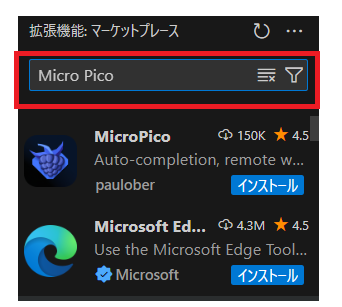 拡張機能: マーケットプレース
Micro Pico
MicroPico 150K 4.5
Auto-completion, remote w...
paulober インストール
Microsoft Ed... 4.3M 4.5
Use the Microsoft Edge Tool...
Microsoft インストール